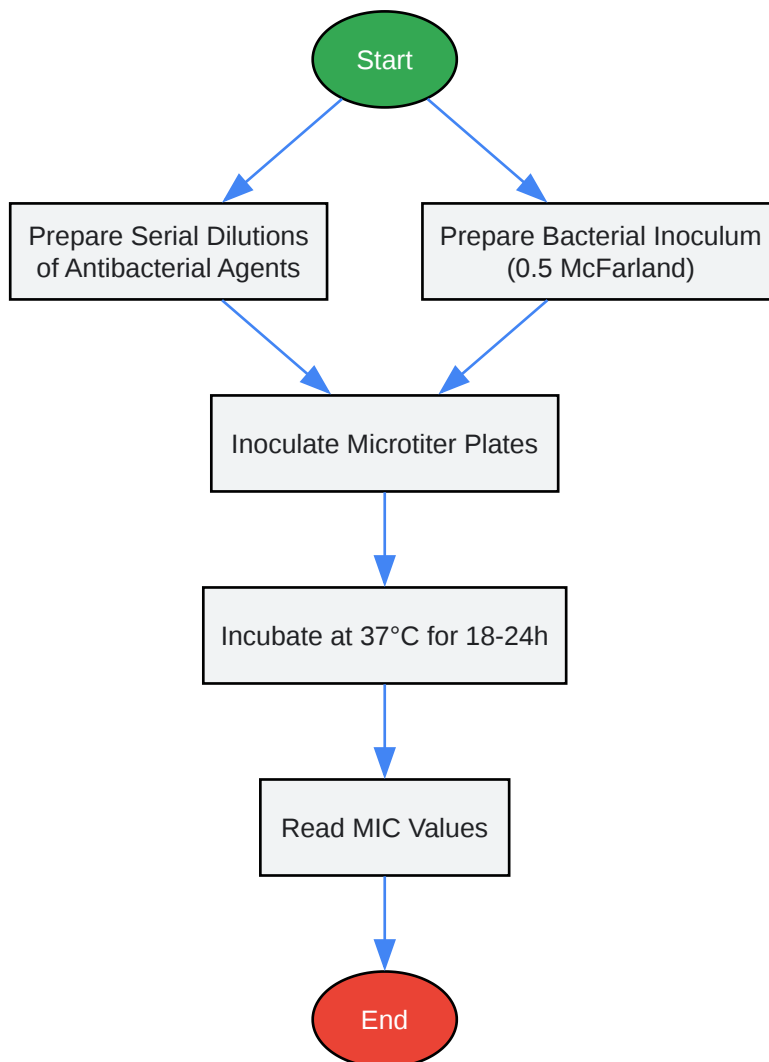 Start
Prepare Serial Dilutions
of Antibacterial Agents
Prepare Bacterial Inoculum
(0.5 McFarland)
Inoculate Microtiter Plates
Incubate at 37°C for 18-24h
Read MIC Values
End